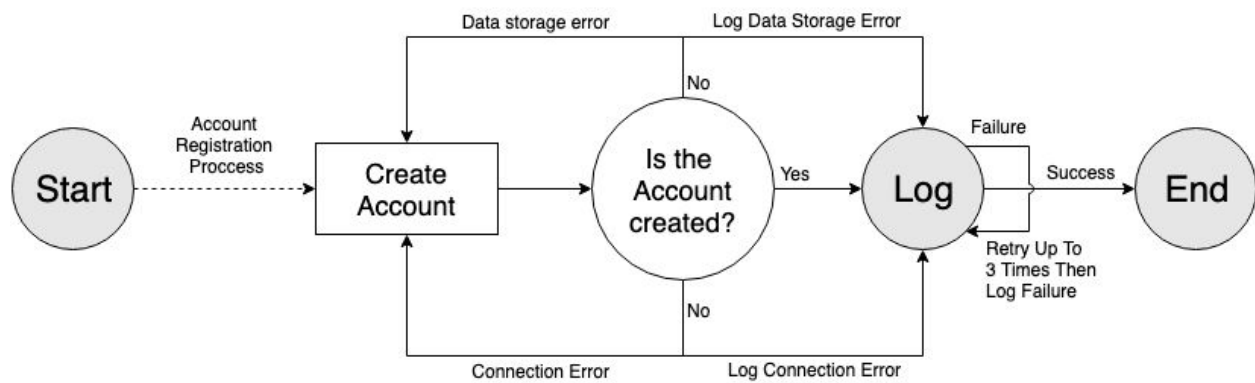 Data storage error
Log Data Storage Error
No
Account
Registration
Proccess
Failure
Start
Create
Account
Is the
Account
created?
Yes
Log
Success
End
Retry Up To
3 Times Then
Log Failure
No
Connection Error
Log Connection Error